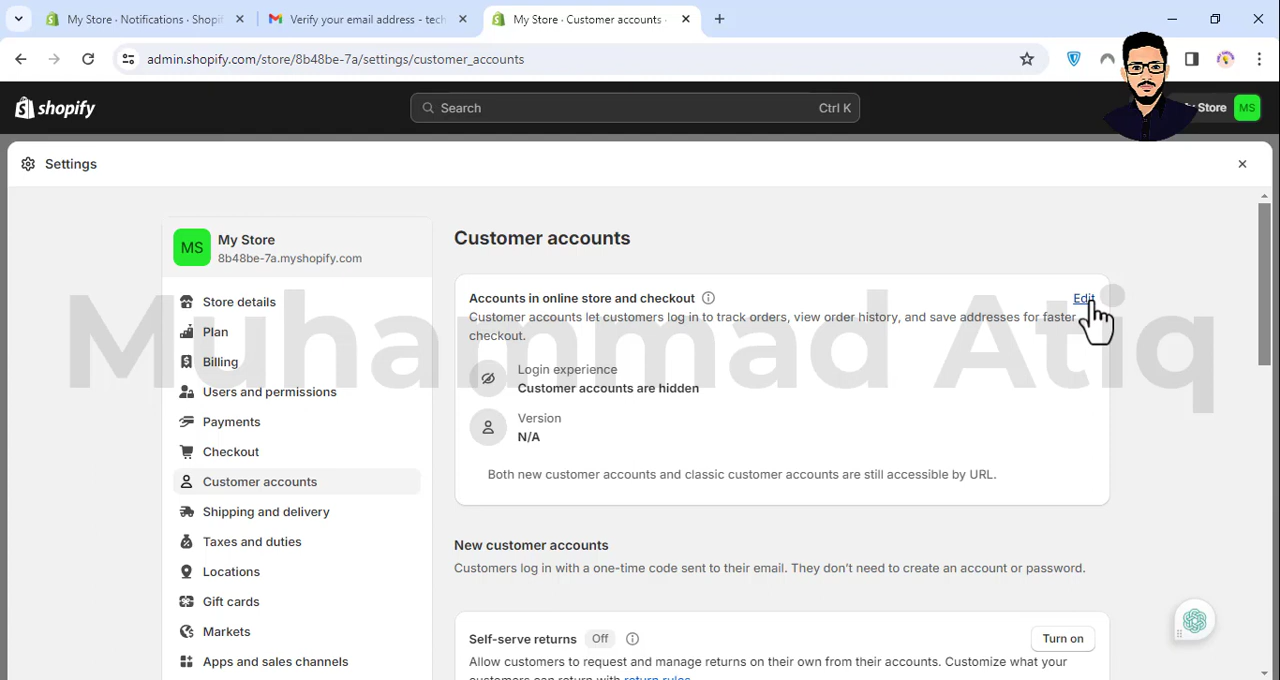 My Store · Notifications · Shopif
Verify your email address - tech
My Store · Customer accounts ·
admin.shopify.com/store/8b48be-7a/settings/customer_accounts
shopify
Search
Ctrl K
Store
MS
Settings
MS
My Store
8b48be-7a.myshopify.com
Store details
Plan
Billing
Users and permissions
Payments
Checkout
Customer accounts
Shipping and delivery
Taxes and duties
Locations
Gift cards
Markets
Apps and sales channels
Customer accounts
Accounts in online store and checkout
Edit
Customer accounts let customers log in to track orders, view order history, and save addresses for faster
checkout.
Login experience
Customer accounts are hidden
Version
N/A
Both new customer accounts and classic customer accounts are still accessible by URL.
New customer accounts
Customers log in with a one-time code sent to their email. They don't need to create an account or password.
Self-serve returns
Off
Turn on
Allow customers to request and manage returns on their own from their accounts. Customize what your
customers can return with return rules.
Muhammad Atiq